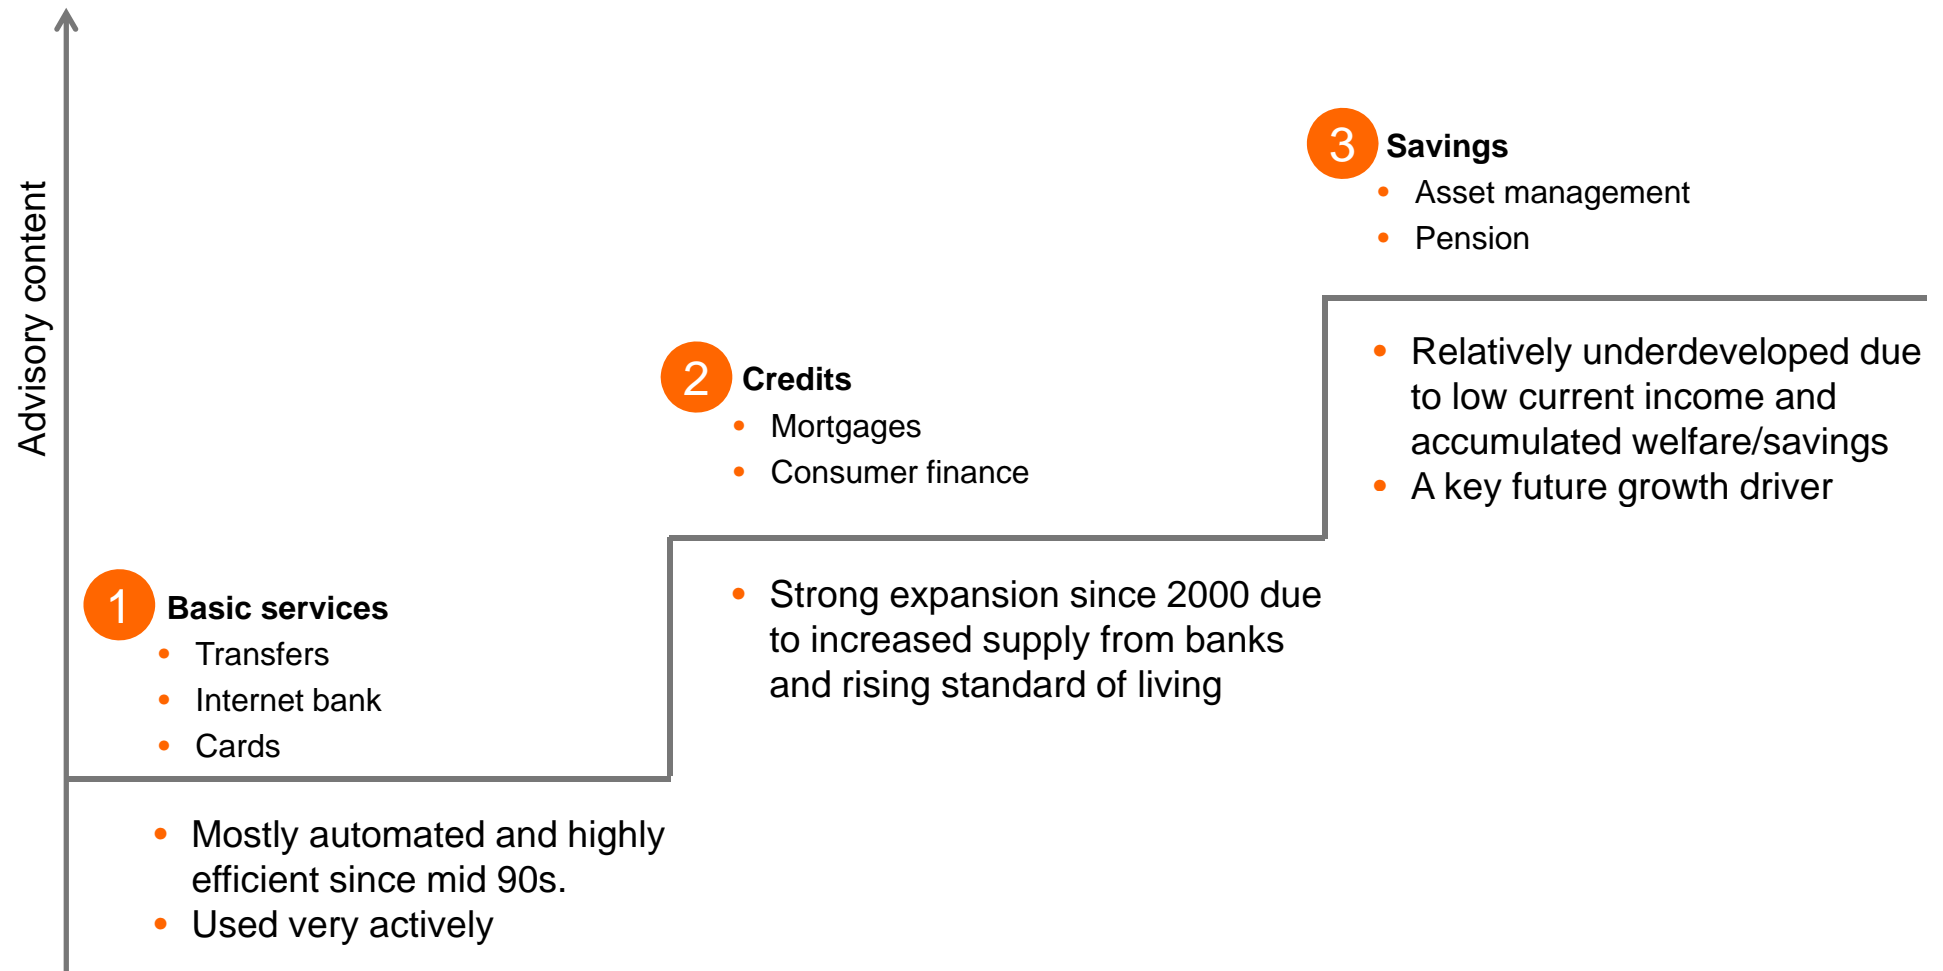 Advisory content
3 Savings
• Asset management
• Pension
• Relatively underdeveloped due
to low current income and
accumulated welfare/savings
• A key future growth driver
2 Credits
• Mortgages
• Consumer finance
• Strong expansion since 2000 due
to increased supply from banks
and rising standard of living
1 Basic services
• Transfers
• Internet bank
• Cards
• Mostly automated and highly
efficient since mid 90s.
• Used very actively